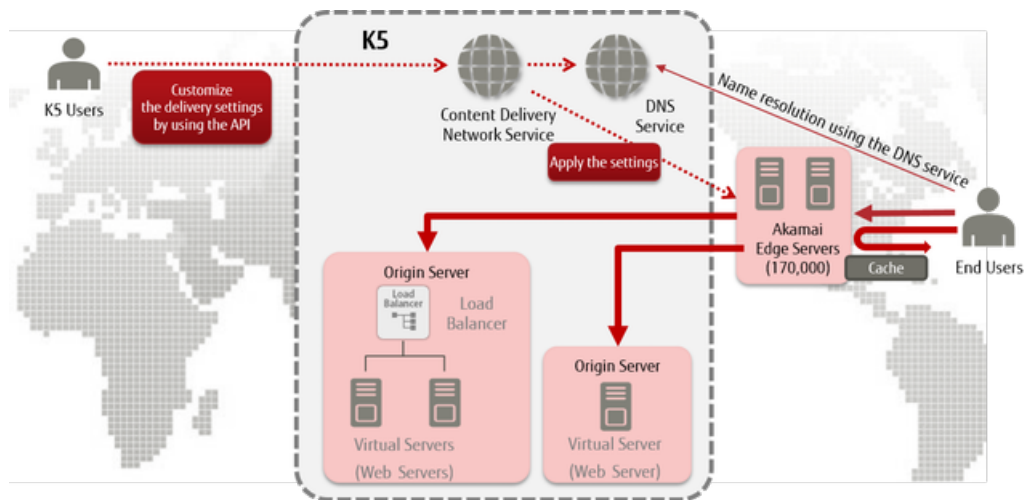 K5
K5 Users
Customize
the delivery settings
by using the API
Content Delivery
Network Service
DNS
Service
Name resolution using the DNS service
Apply the settings
Akamai
Edge Servers
(170,000)
Cache
End Users
Origin Server
Load
Balancer
Load
Balancer
Virtual Servers
(Web Servers)
Origin Server
Virtual Server
(Web Server)